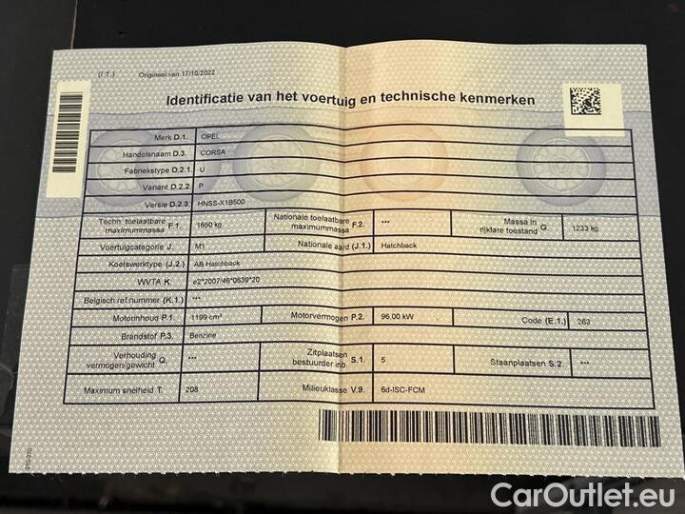 (I.T.) Origineel van 17/10/2022
Identificatie van het voertuig en technische kenmerken
Merk D.1. OPEL
Handelsnaam D.3. CORSA
Fabriekstype D.2.1. U
Variant D.2.2. P
Versie D.2.3. HNSS-X1B500
Techn. toelaatbare maximummassa F.1. 1650 kg Nationale toelaatbare maximummassa F.2. *** Massa in rijklare toestand G. 1233 kg
Voertuigcategorie J. M1 Nationale aard (J.1.) Hatchback
Koetswerktype (J.2.) AB Hatchback
WVTA K. e2*2007/46*0639*20
Belgisch ref.nummer (K.1.) ***
Motorinhoud P.1. 1199 cm³ Motorvermogen P.2. 96,00 kW Code (E.1.) 262
Brandstof P.3. Benzine
Verhouding vermogen/gewicht Q. *** Zitplaatsen bestuurder inb. S.1. 5 Staanplaatsen S.2. ***
Maximum snelheid T. 208 Milieuklasse V.9. 6d-ISC-FCM
CarOutlet.eu